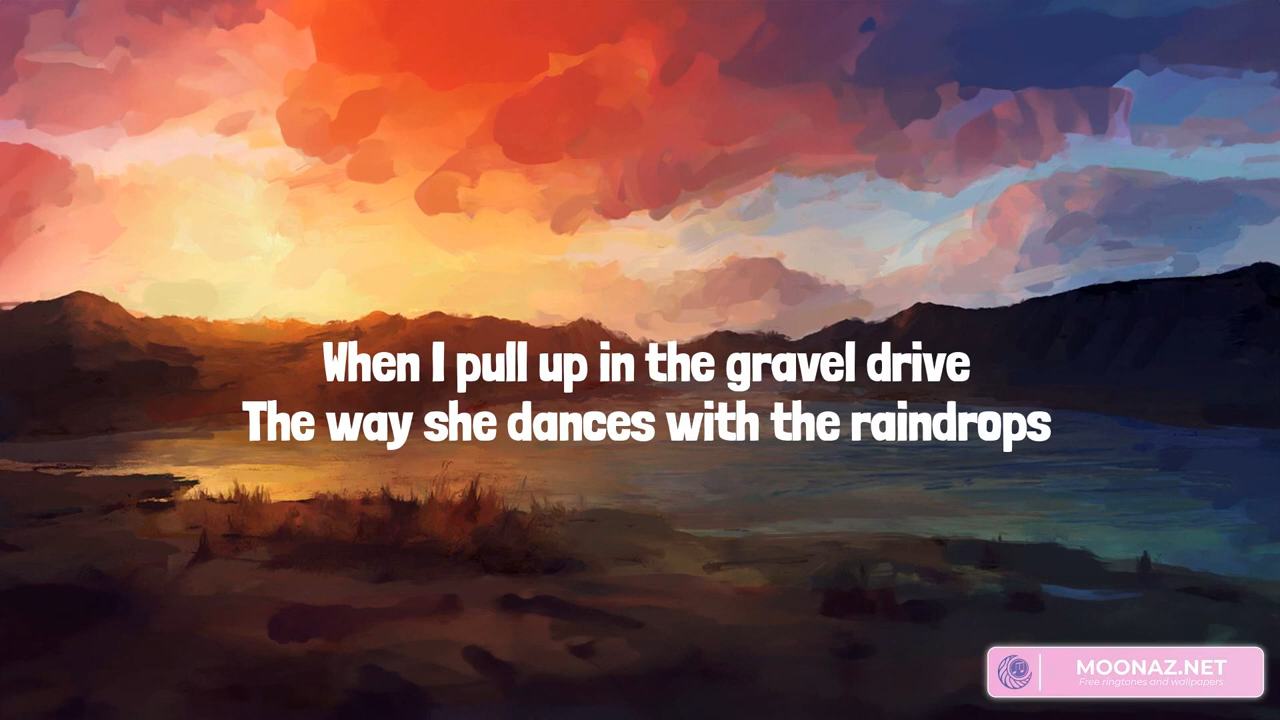 When I pull up in the gravel drive
The way she dances with the raindrops
MOONAZ.NET
Free ringtones and wallpapers